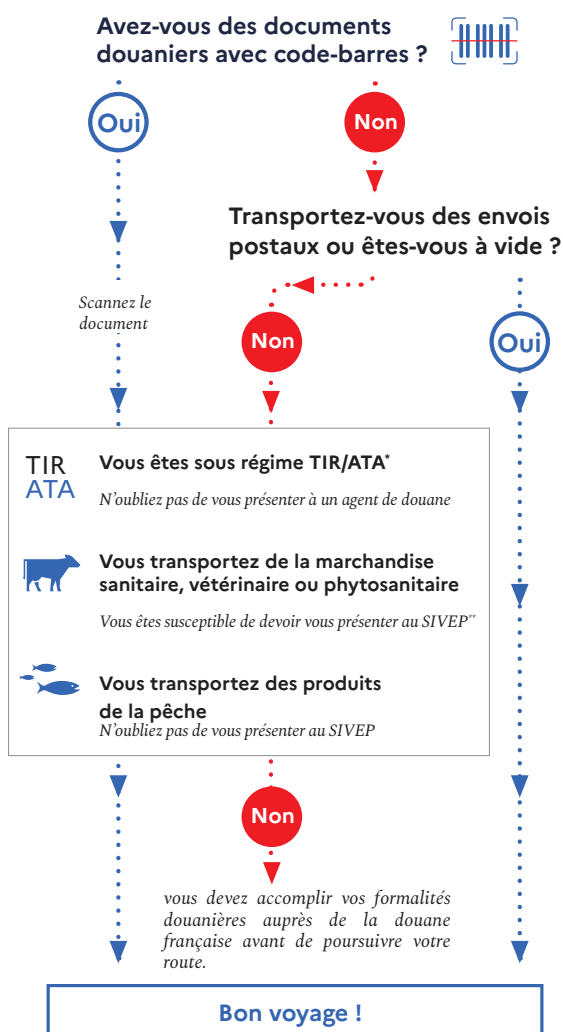 Avez-vous des documents
douaniers avec code-barres ?
Oui
Non
Transportez-vous des envois
postaux ou êtes-vous à vide ?
Scannez le
document
Non
Oui
TIR
ATA
Vous êtes sous régime TIR/ATA*
N'oubliez pas de vous présenter à un agent de douane
Vous transportez de la marchandise
sanitaire, vétérinaire ou phytosanitaire
Vous êtes susceptible de devoir vous présenter au SIVEP**
Vous transportez des produits
de la pêche
N'oubliez pas de vous présenter au SIVEP
Non
vous devez accomplir vos formalités
douanières auprès de la douane
française avant de poursuivre votre
route.
Bon voyage !